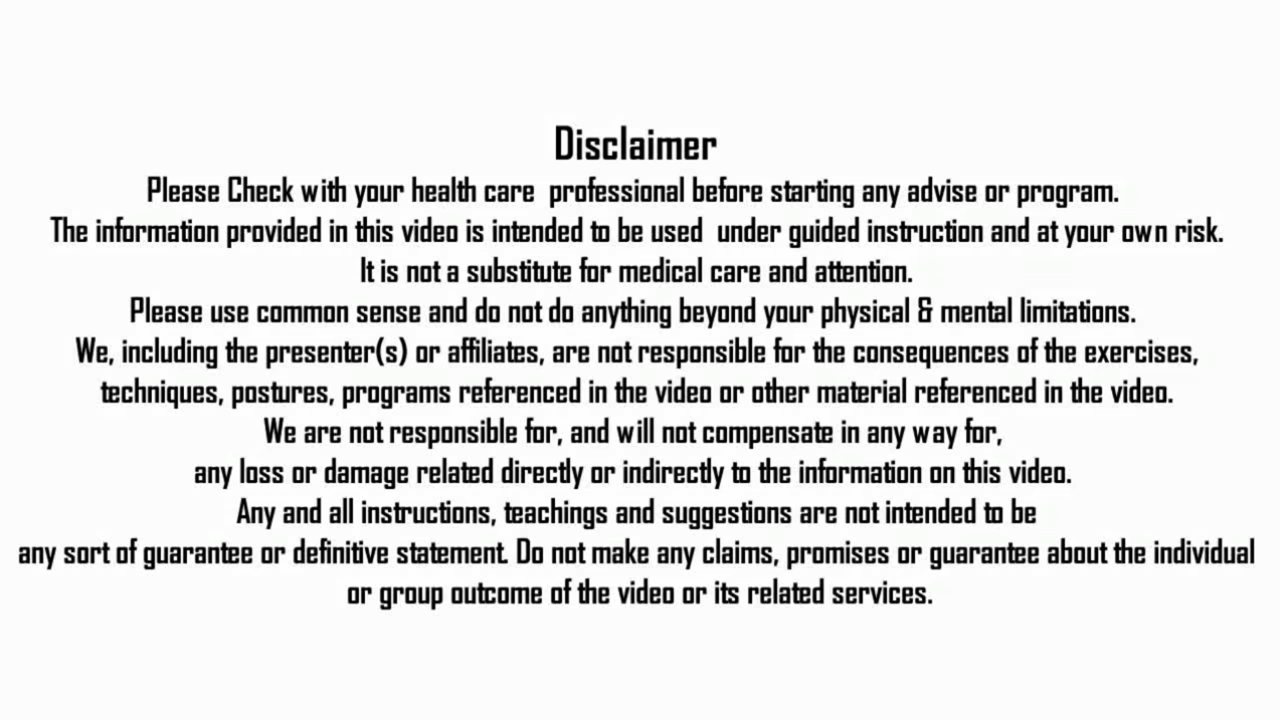 Disclaimer
Please Check with your health care professional before starting any advise or program.
The information provided in this video is intended to be used under guided instruction and at your own risk.
It is not a substitute for medical care and attention.
Please use common sense and do not do anything beyond your physical & mental limitations.
We, including the presenter(s) or affiliates, are not responsible for the consequences of the exercises,
techniques, postures, programs referenced in the video or other material referenced in the video.
We are not responsible for, and will not compensate in any way for,
any loss or damage related directly or indirectly to the information on this video.
Any and all instructions, teachings and suggestions are not intended to be
any sort of guarantee or definitive statement. Do not make any claims, promises or guarantee about the individual
or group outcome of the video or its related services.